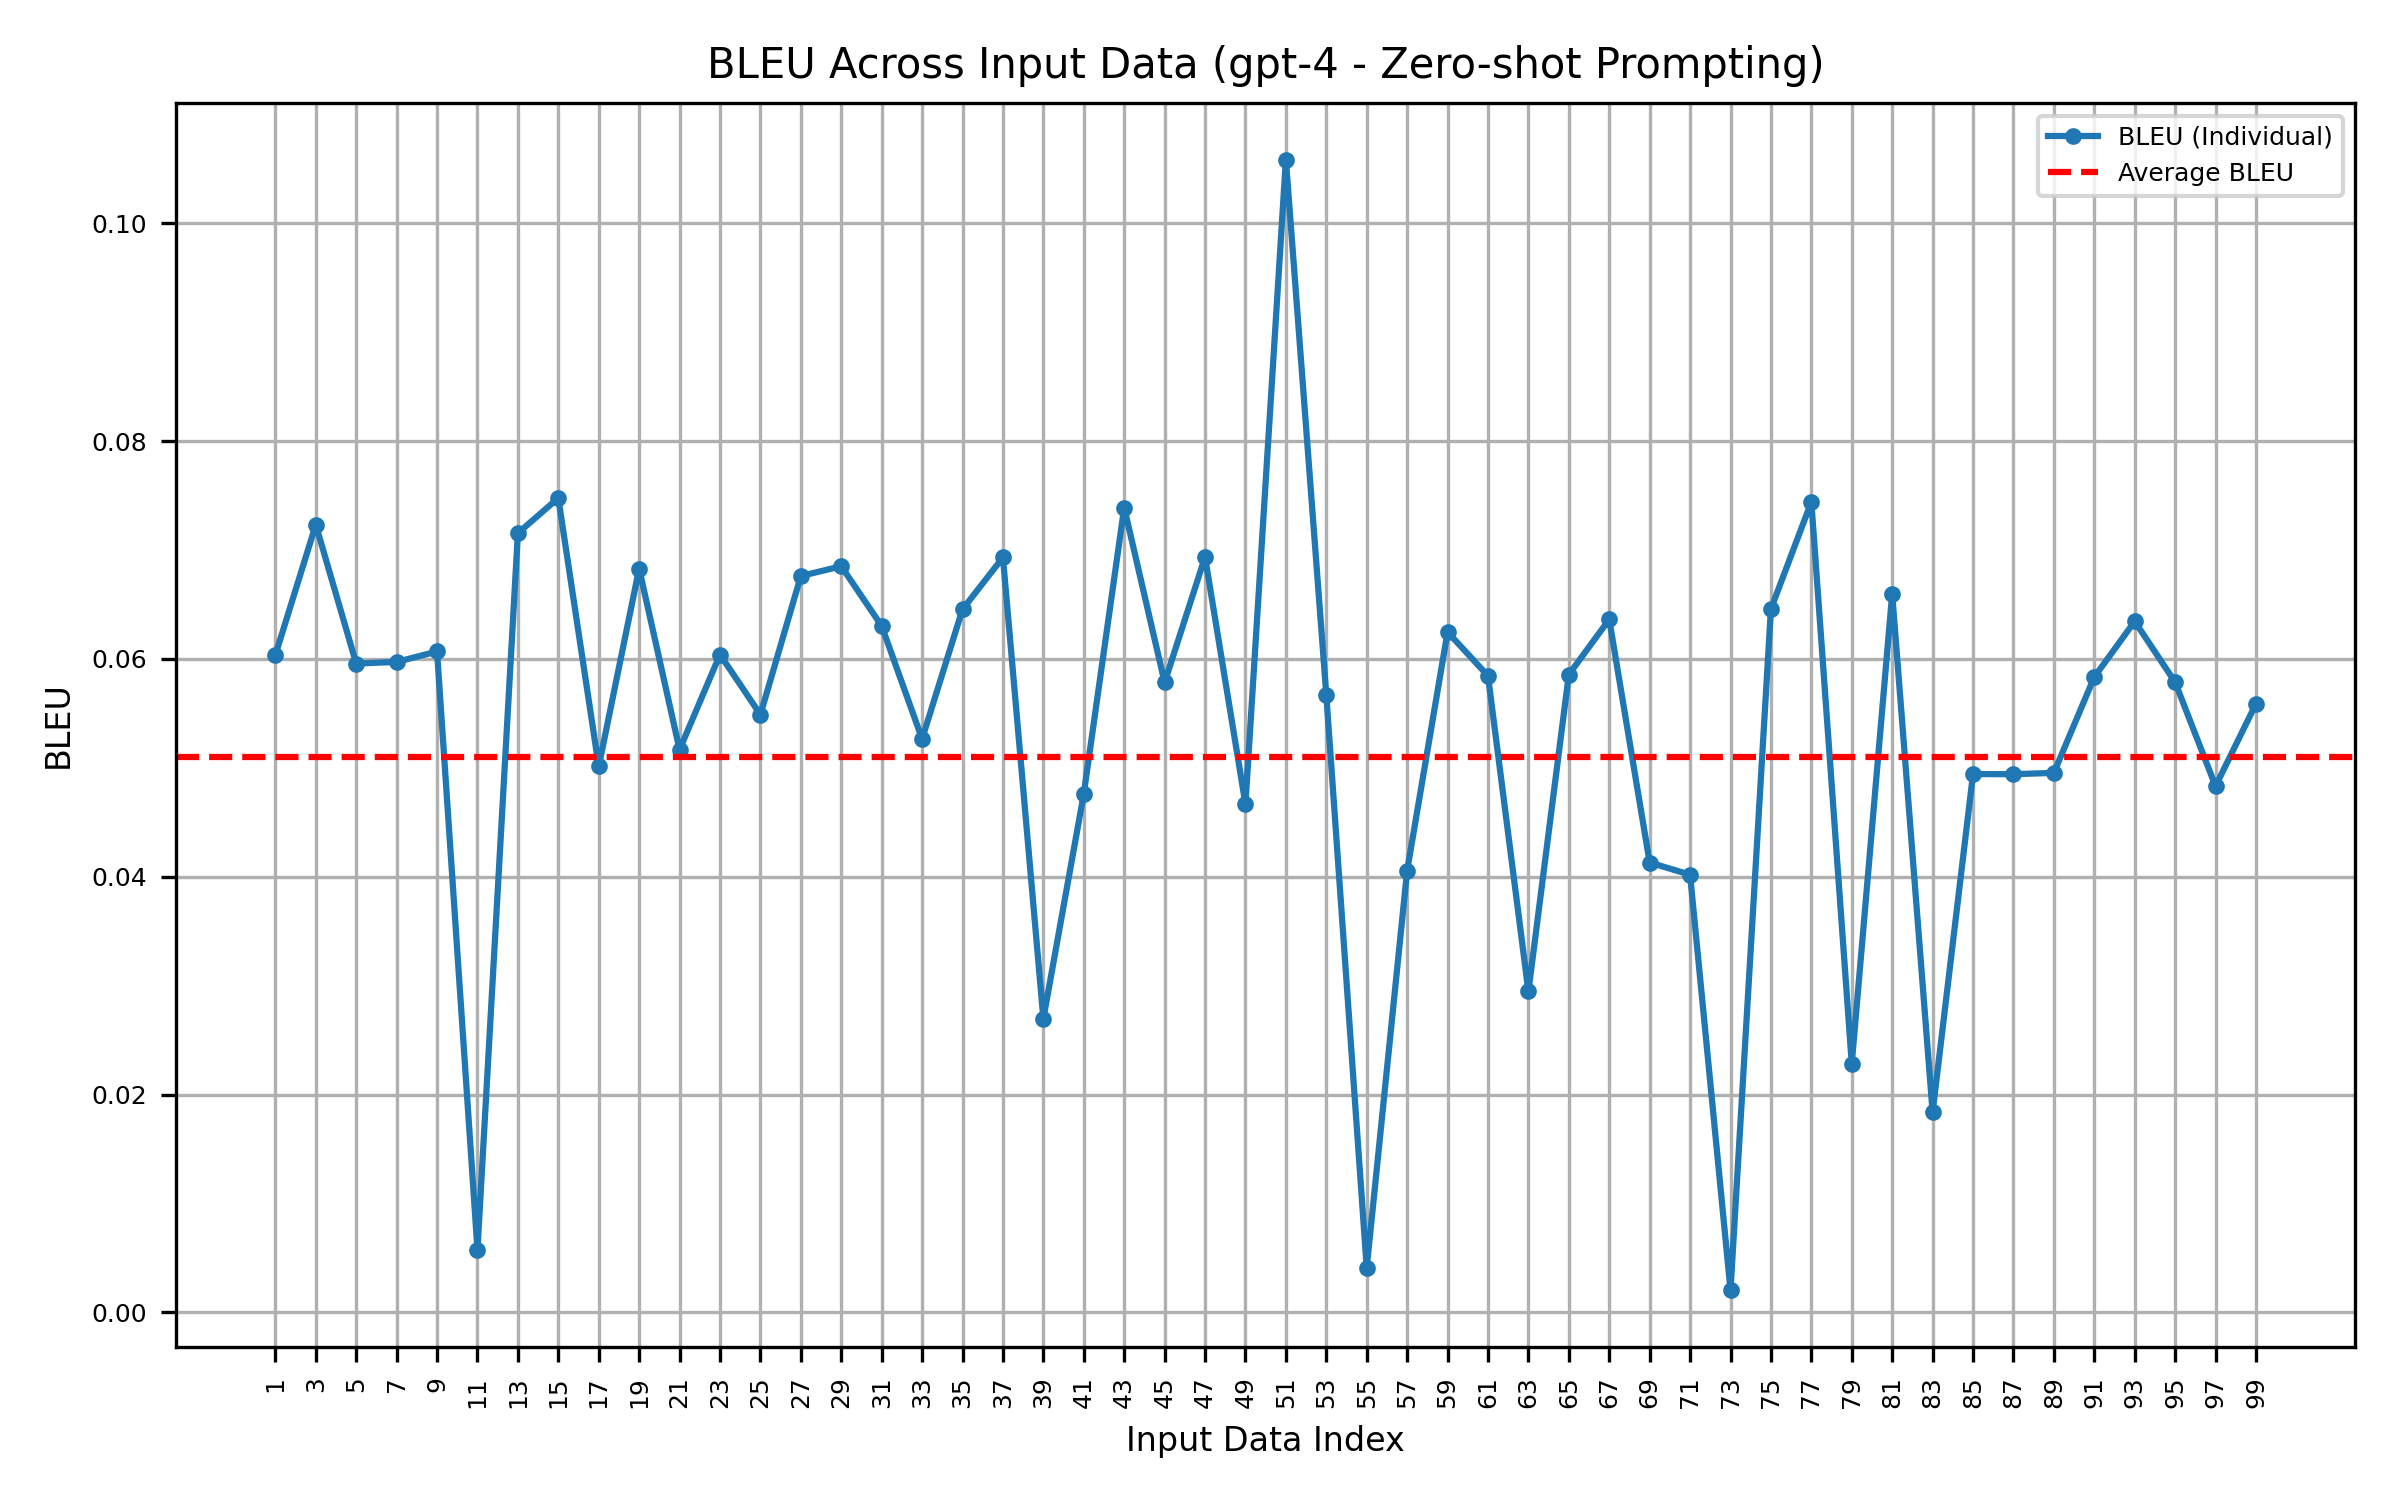 BLEU Across Input Data (gpt-4 - Zero-shot Prompting)
BLEU (Individual)
Average BLEU
0.10
0.08
0.06
0.04
0.02
0.00
BLEU
1 3 5 7 9 11 13 15 17 19 21 23 25 27 29 31 33 35 37 39 41 43 45 47 49 51 53 55 57 59 61 63 65 67 69 71 73 75 77 79 81 83 85 87 89 91 93 95 97 99
Input Data Index